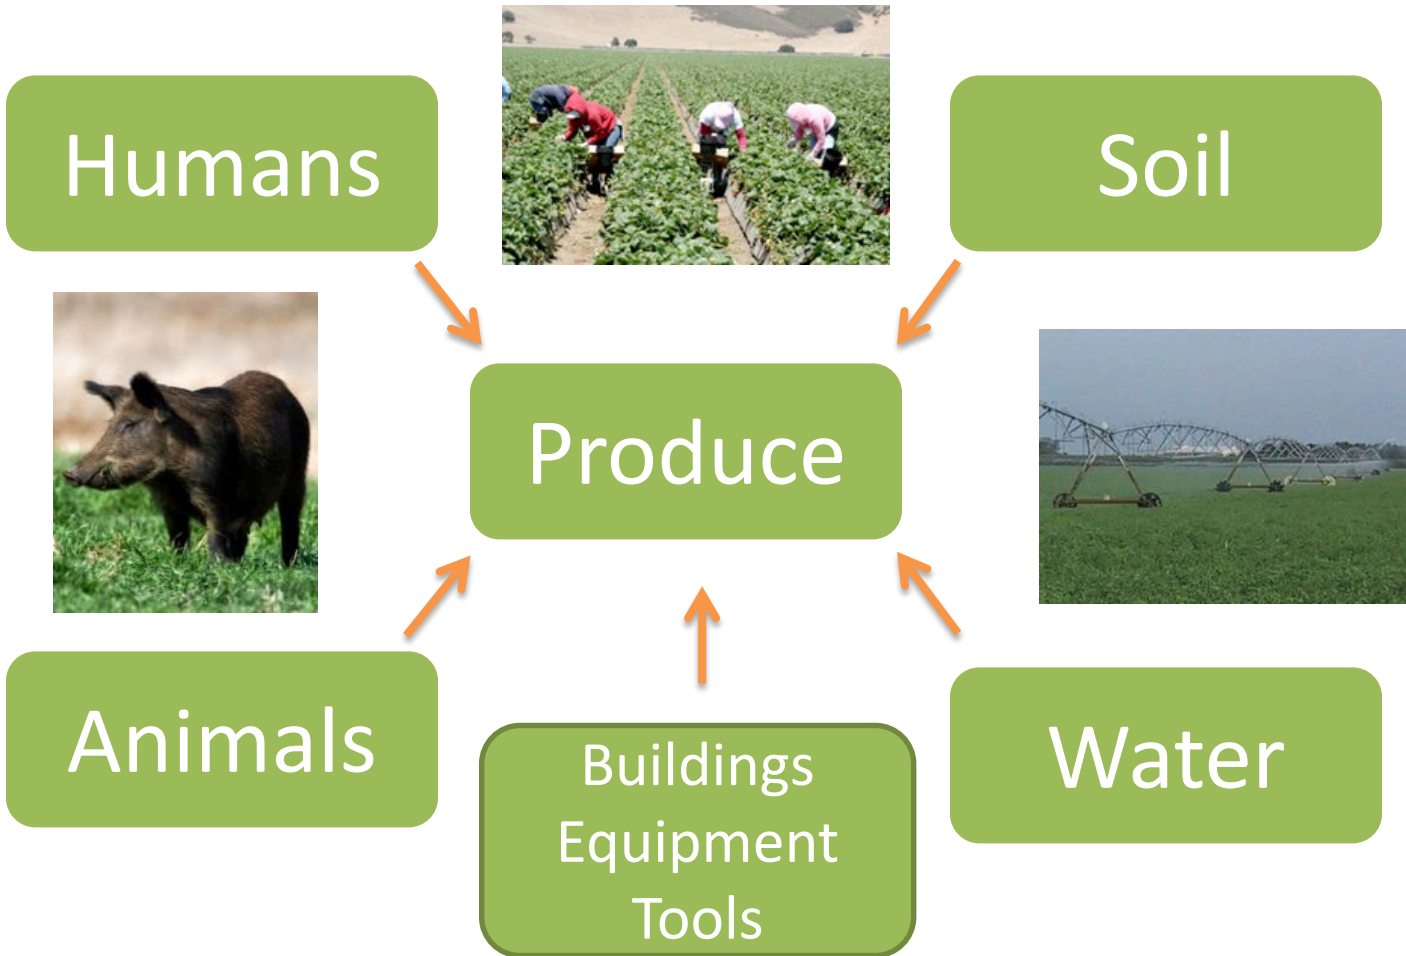 Humans
Soil
Produce
Animals
Water
Buildings
Equipment
Tools